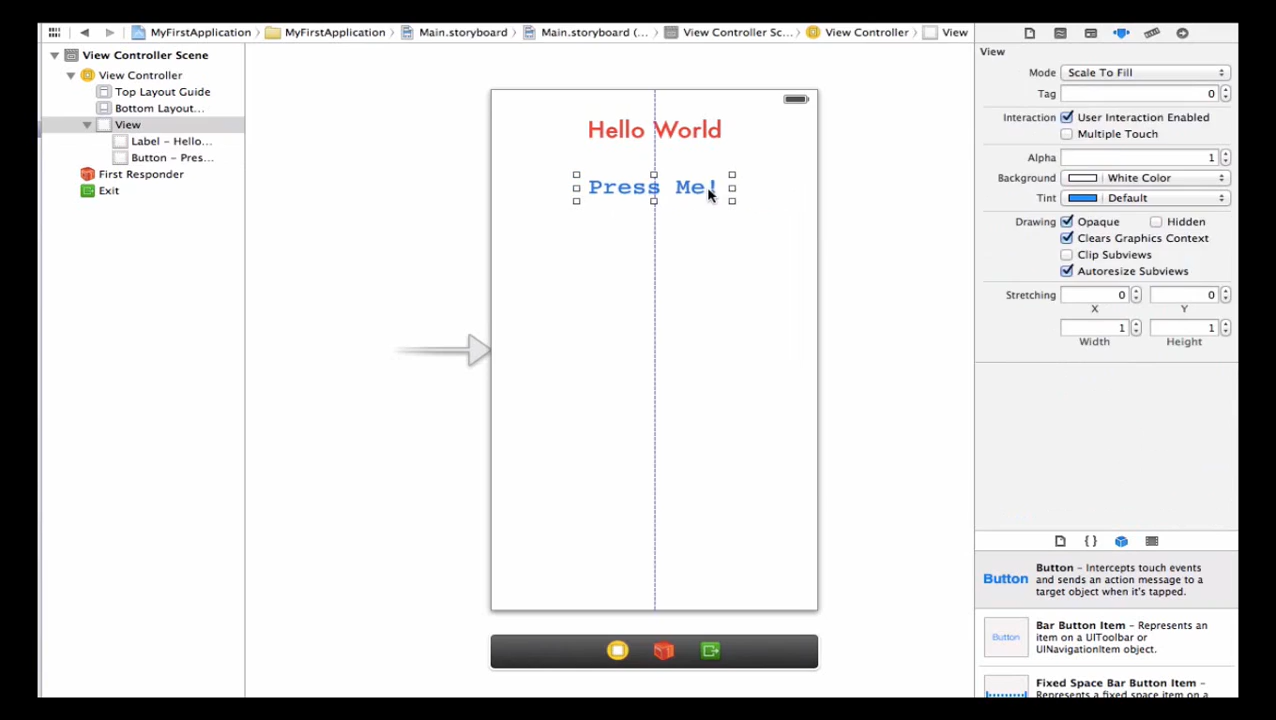 MyFirstApplication
MyFirstApplication
Main.storyboard
Main.storyboard (...
View Controller Sc...
View Controller
View
View Controller Scene
View Controller
Top Layout Guide
Bottom Layout...
View
Label – Hello...
Button – Pres...
First Responder
Exit
Hello World
Press Me!
View
Mode Scale To Fill
Tag 0
Interaction User Interaction Enabled
Multiple Touch
Alpha 1
Background White Color
Tint Default
Drawing Opaque Hidden
Clears Graphics Context
Clip Subviews
Autoresize Subviews
Stretching 0 0
X Y
1 1
Width Height
{ }
Button
Button – Intercepts touch events
and sends an action message to a
target object when it's tapped.
Button
Bar Button Item – Represents an
item on a UIToolbar or
UINavigationItem object.
Fixed Space Bar Button Item –
Represents a fixed space item on a